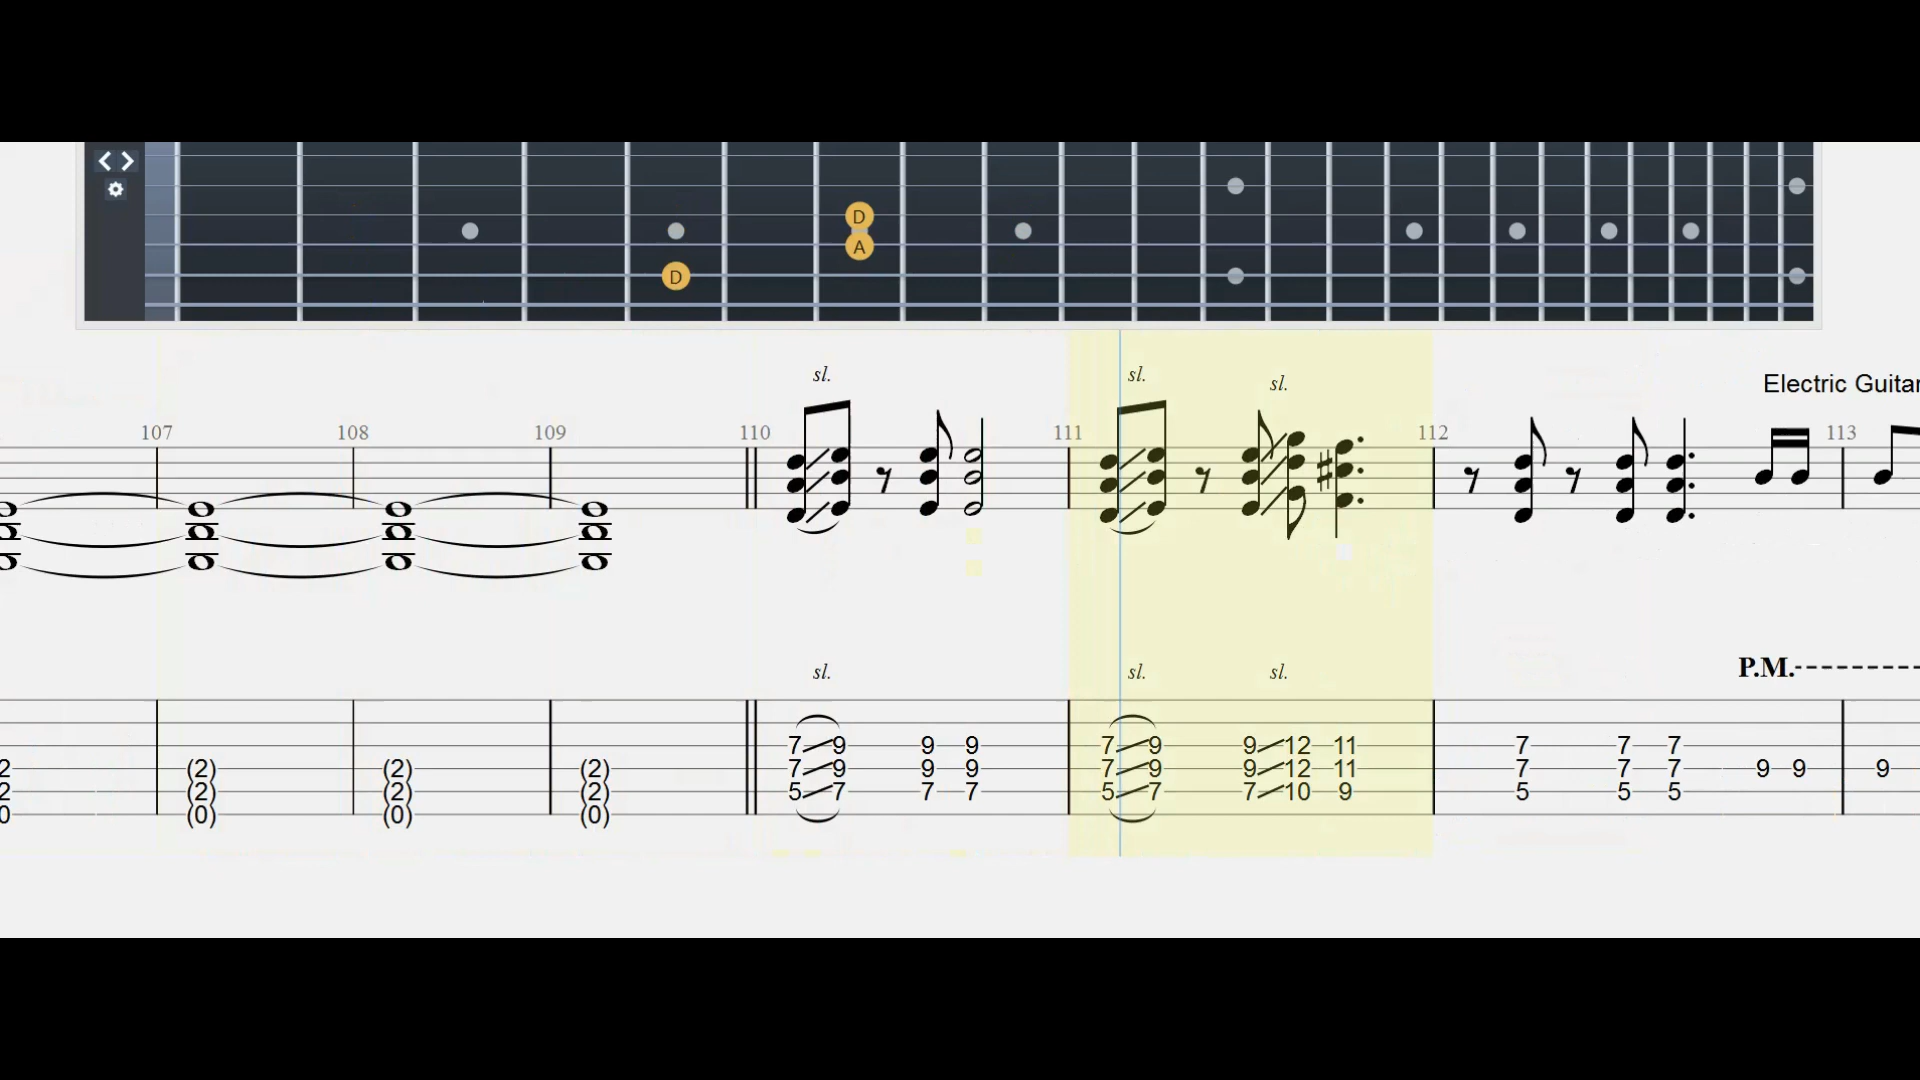 D
A
D
Electric Guitar
sl. sl. sl.
107 108 109 110 111 112 113
P.M.
sl. sl. sl.
7 9 9 9 7 9 9 12 11 7 7 7
2 (2) (2) (2) 7 9 9 9 7 9 9 12 11 7 7 7 9 9 9
2 (2) (2) (2) 5 7 7 7 5 7 7 10 9 5 5 5
0 (0) (0) (0)